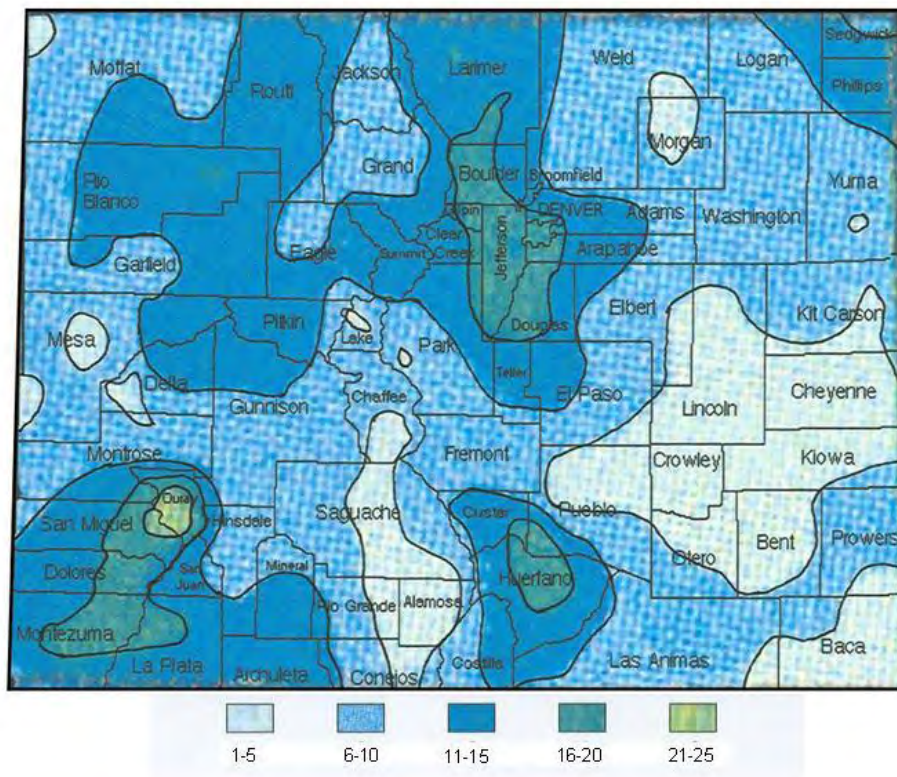 Moffat
Routt
Jackson
Larimer
Weld
Logan
Sedgwick
Phillips
Morgan
Grand
Boulder
Broomfield
Yuma
Rio
Blanco
DENVER
Adams
Washington
Clear
Creek
Jefferson
Arapahoe
Garfield
Eagle
Summit
Pitkin
Douglas
Elbert
Kit Carson
Mesa
Lake
Park
Delta
Teller
El Paso
Lincoln
Cheyenne
Gunnison
Chaffee
Montrose
Fremont
Crowley
Kiowa
Ouray
San Miguel
Hinsdale
Saguache
Custer
Pueblo
Otero
Bent
Prowers
Dolores
San
Juan
Mineral
Huerfano
Rio Grande
Alamosa
Montezuma
La Plata
Archuleta
Conejos
Costilla
Las Animas
Baca
1-5
6-10
11-15
16-20
21-25